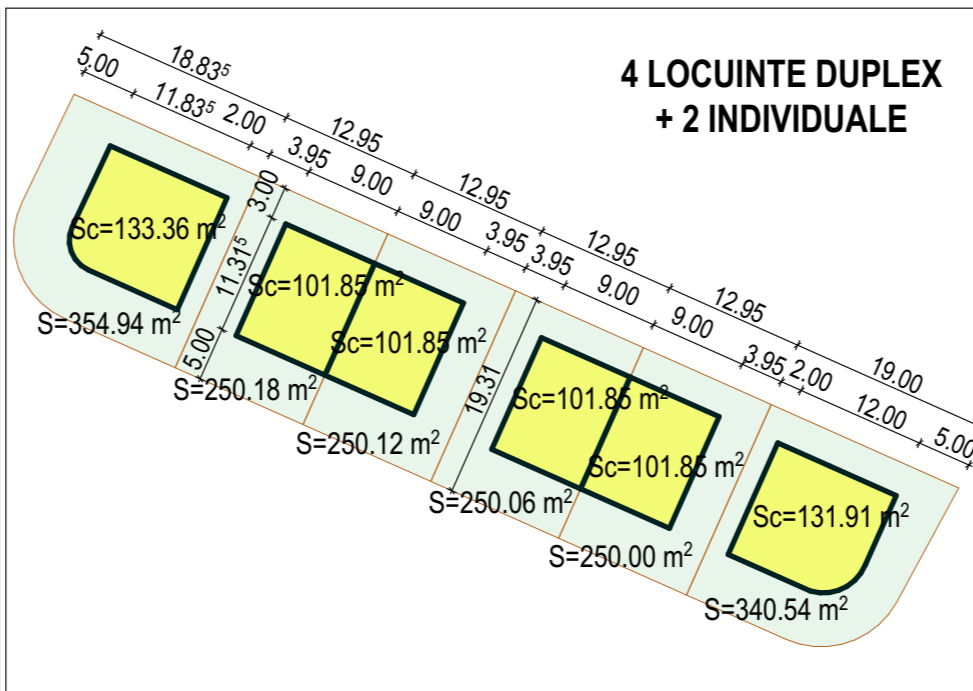 4 LOCUINTE DUPLEX
+ 2 INDIVIDUALE
18.83⁵
12.95
12.95
12.95
12.95
19.00
5.00
11.83⁵
2.00
3.95
9.00
9.00
3.95
3.95
9.00
9.00
3.95
2.00
12.00
5.00
3.00
11.31⁵
5.00
19.31
Sc=133.36 m²
S=354.94 m²
Sc=101.85 m²
S=250.18 m²
Sc=101.85 m²
S=250.12 m²
Sc=101.85 m²
S=250.06 m²
Sc=101.85 m²
S=250.00 m²
Sc=131.91 m²
S=340.54 m²